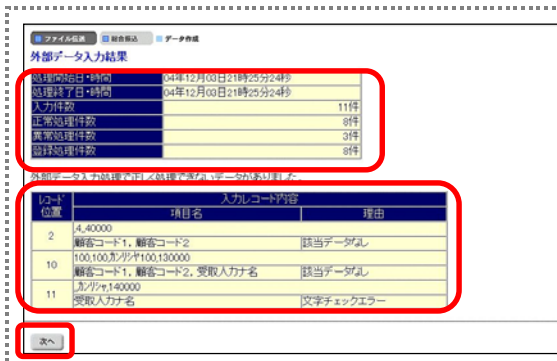 ファイル伝送 総合振込 データ作成
外部データ入力結果
処理開始日・時間 04年12月03日21時25分24秒
処理終了日・時間 04年12月03日21時25分24秒
入力件数 11件
正常処理件数 8件
異常処理件数 3件
登録処理件数 8件
外部データ入力処理で正しく処理できないデータがありました。
レコード位置 入力レコード内容
項目名 理由
2 ,4,40000
顧客コード1, 顧客コード2 該当データなし
10 100,100,カンリシャ100,130000
顧客コード1, 顧客コード2, 受取人カナ名 該当データなし
11 ,,カンリシャ,140000
受取人カナ名 文字チェックエラー
次へ